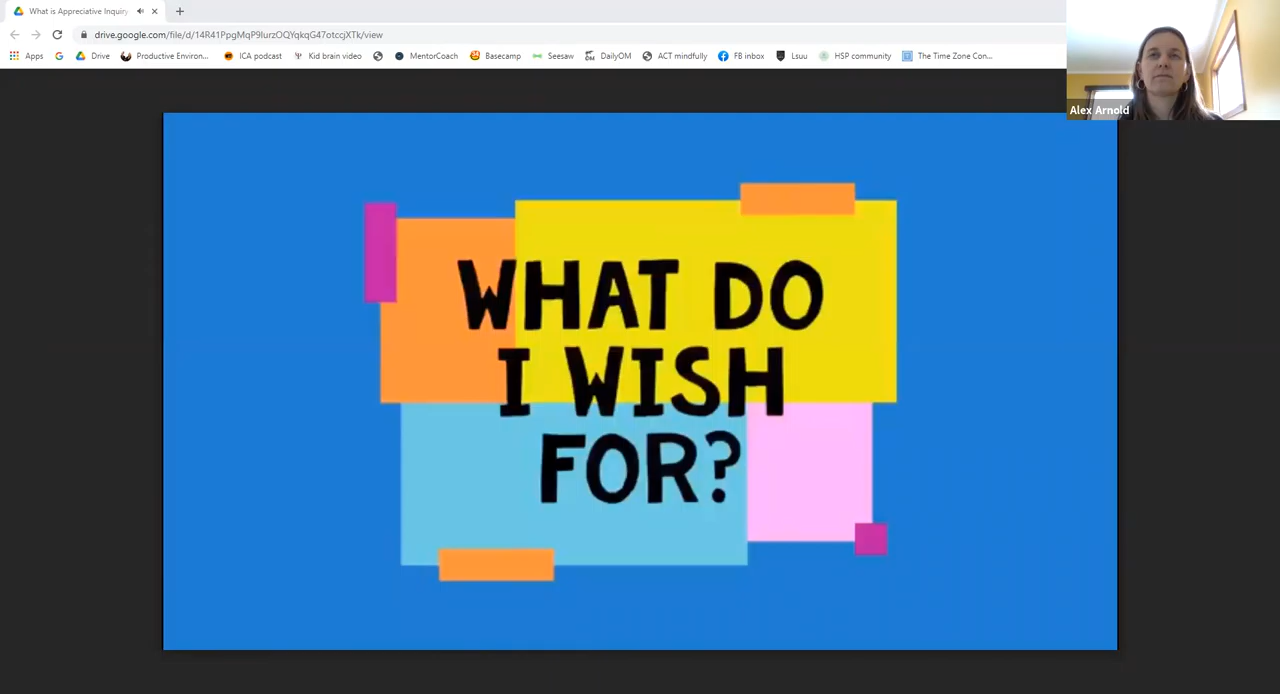 What is Appreciative Inquiry
drive.google.com/file/d/14R41PpgMqP9lurzOQYqkqG47otccjXTk/view
Apps
Drive
Productive Environ...
ICA podcast
Kid brain video
MentorCoach
Basecamp
Seesaw
DailyOM
ACT mindfully
FB inbox
Lsuu
HSP community
The Time Zone Con...
Alex Arnold
WHAT DO
I WISH
FOR?